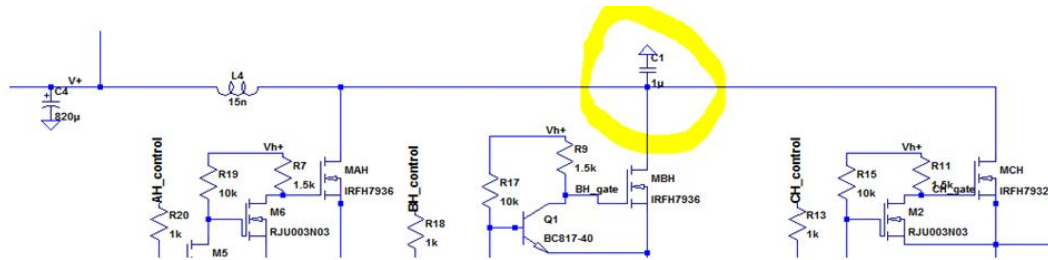 V+
C4
820µ
L4
15n
C1
1µ
AH_control
R20
1k
R19
10k
M5
Vh+
R7
1.5k
M6
RJU003N03
MAH
IRFH7936
BH_control
R18
1k
R17
10k
Vh+
R9
1.5k
BH_gate
Q1
BC817-40
MBH
IRFH7936
CH_control
R13
1k
R15
10k
Vh+
R11
1.5k
CH_gate
M2
RJU003N03
MCH
IRFH7932